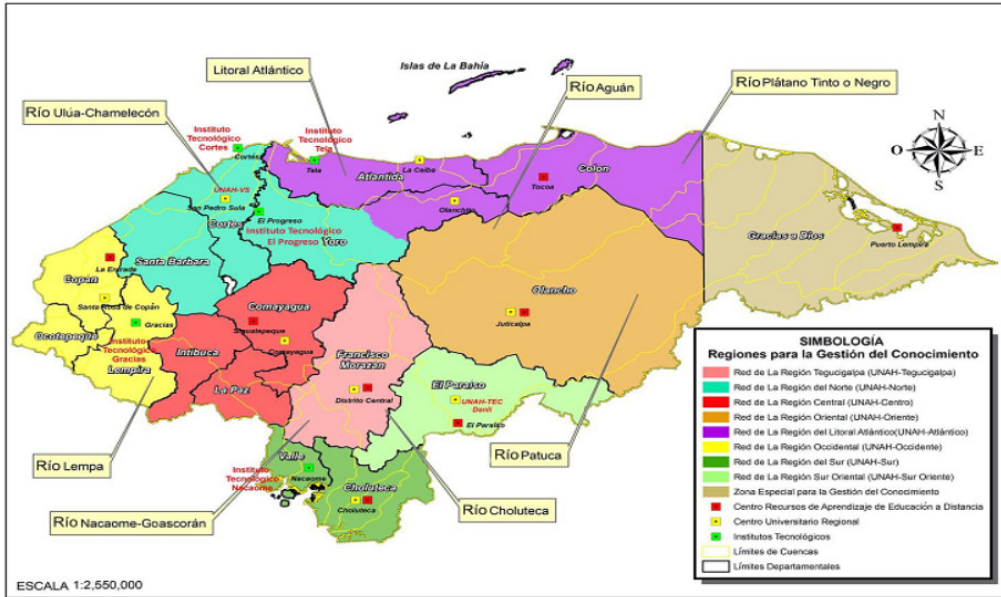 Islas de La Bahía
Litoral Atlántico
Río Aguán
Río Plátano Tinto o Negro
Río Ulúa-Chamelecón
N
O
E
S
Instituto
Tecnológico
Cortes
Instituto
Tecnológico
Tela
Cortés
Tela
La Ceiba
Atlántida
Colon
Tocoa
UNAH-VS
San Pedro Sula
Olanchito
Cortes
El Progreso
Instituto Tecnológico
El Progreso
Yoro
Gracias a Dios
Puerto Lempira
Santa Barbara
Copán
La Entrada
Olancho
Comayagua
Santa Rosa de Copán
Gracias
Siguatepeque
Juticalpa
Ocotepeque
Instituto
Tecnológico
Gracias
Intibuca
Comayagua
Francisco
Morazan
Lempira
La Paz
El Paraiso
Distrito Central
UNAH-TEC
Danlí
El Paraiso
Río Lempa
Río Patuca
Valle
Instituto
Tecnológico
Nacaome
Nacaome
Choluteca
Choluteca
Río Nacaome-Goascorán
Río Choluteca
SIMBOLOGÍA
Regiones para la Gestión del Conocimiento
Red de La Región Tegucigalpa (UNAH-Tegucigalpa)
Red de La Región del Norte (UNAH-Norte)
Red de La Región Central (UNAH-Centro)
Red de La Región Oriental (UNAH-Oriente)
Red de La Región del Litoral Atlántico(UNAH-Atlántico)
Red de La Región Occidental (UNAH-Occidente)
Red de La Región del Sur (UNAH-Sur)
Red de La Región Sur Oriental (UNAH-Sur Oriente)
Zona Especial para la Gestión del Conocimiento
Centro Recursos de Aprendizaje de Educación a Distancia
Centro Universitario Regional
Institutos Tecnológicos
Límites de Cuencas
Límites Departamentales
ESCALA 1:2,550,000